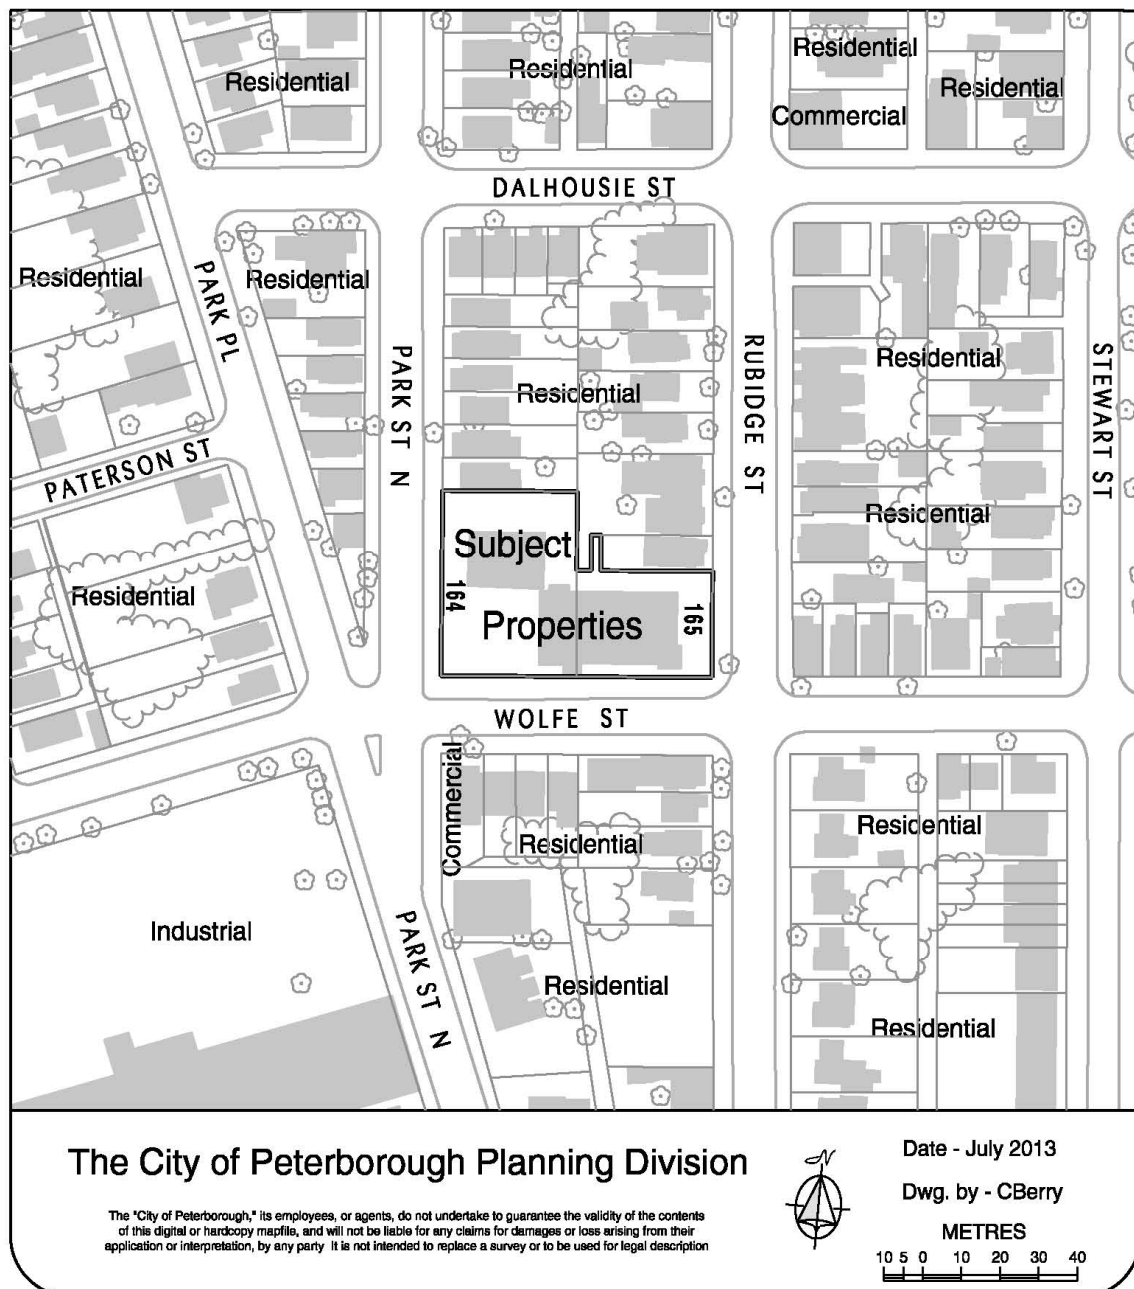 Residential
Residential
Residential
Residential
Commercial
DALHOUSIE ST
Residential
Residential
PARK PL
PARK ST N
Residential
RUBIDGE ST
Residential
STEWART ST
PATERSON ST
Residential
Subject
Properties
164
165
Residential
WOLFE ST
Commercial
Residential
Residential
Industrial
PARK ST N
Residential
Residential
The City of Peterborough Planning Division
The "City of Peterborough," its employees, or agents, do not undertake to guarantee the validity of the contents
of this digital or hardcopy mapfile, and will not be liable for any claims for damages or loss arising from their
application or interpretation, by any party It is not intended to replace a survey or to be used for legal description
N
Date - July 2013
Dwg. by - CBerry
METRES
10 5 0 10 20 30 40